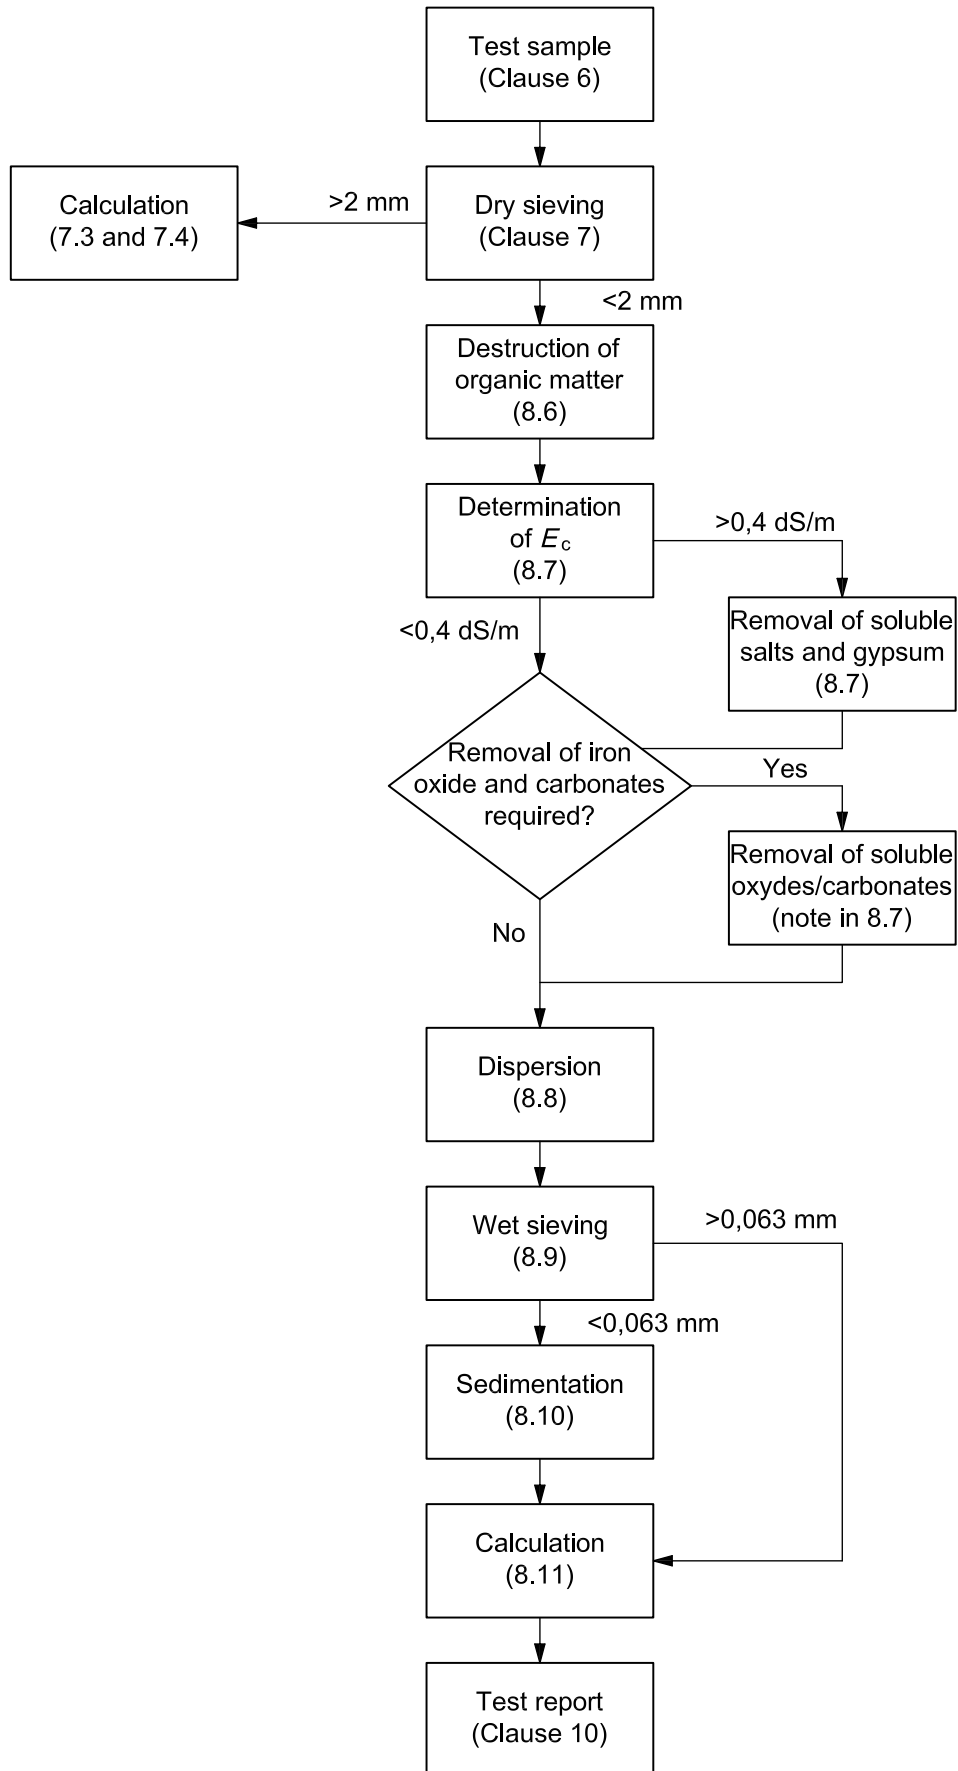 Test sample
(Clause 6)
Calculation
(7.3 and 7.4)
>2 mm
Dry sieving
(Clause 7)
<2 mm
Destruction of
organic matter
(8.6)
Determination
of Ec
(8.7)
>0,4 dS/m
<0,4 dS/m
Removal of soluble
salts and gypsum
(8.7)
Removal of iron
oxide and carbonates
required?
Yes
Removal of soluble
oxydes/carbonates
(note in 8.7)
No
Dispersion
(8.8)
Wet sieving
(8.9)
>0,063 mm
<0,063 mm
Sedimentation
(8.10)
Calculation
(8.11)
Test report
(Clause 10)